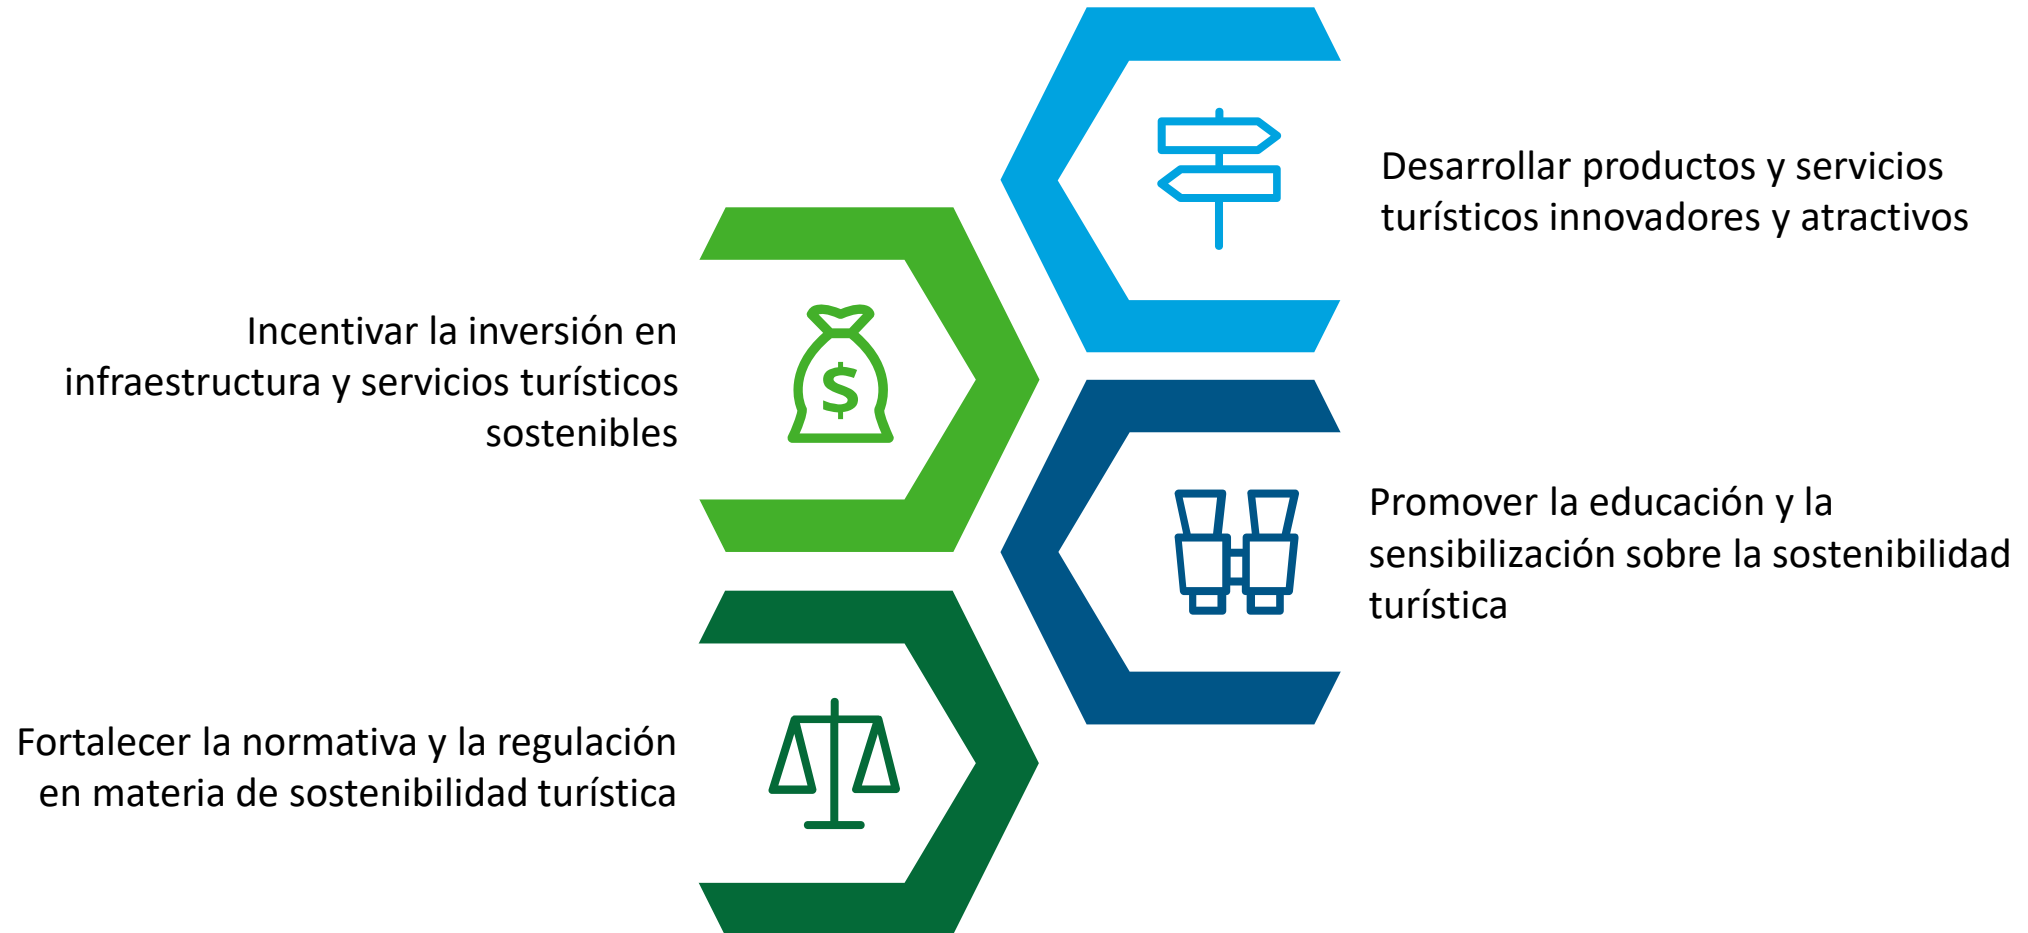 Desarrollar productos y servicios
turísticos innovadores y atractivos
Incentivar la inversión en
infraestructura y servicios turísticos
sostenibles
$
Promover la educación y la
sensibilización sobre la sostenibilidad
turística
Fortalecer la normativa y la regulación
en materia de sostenibilidad turística